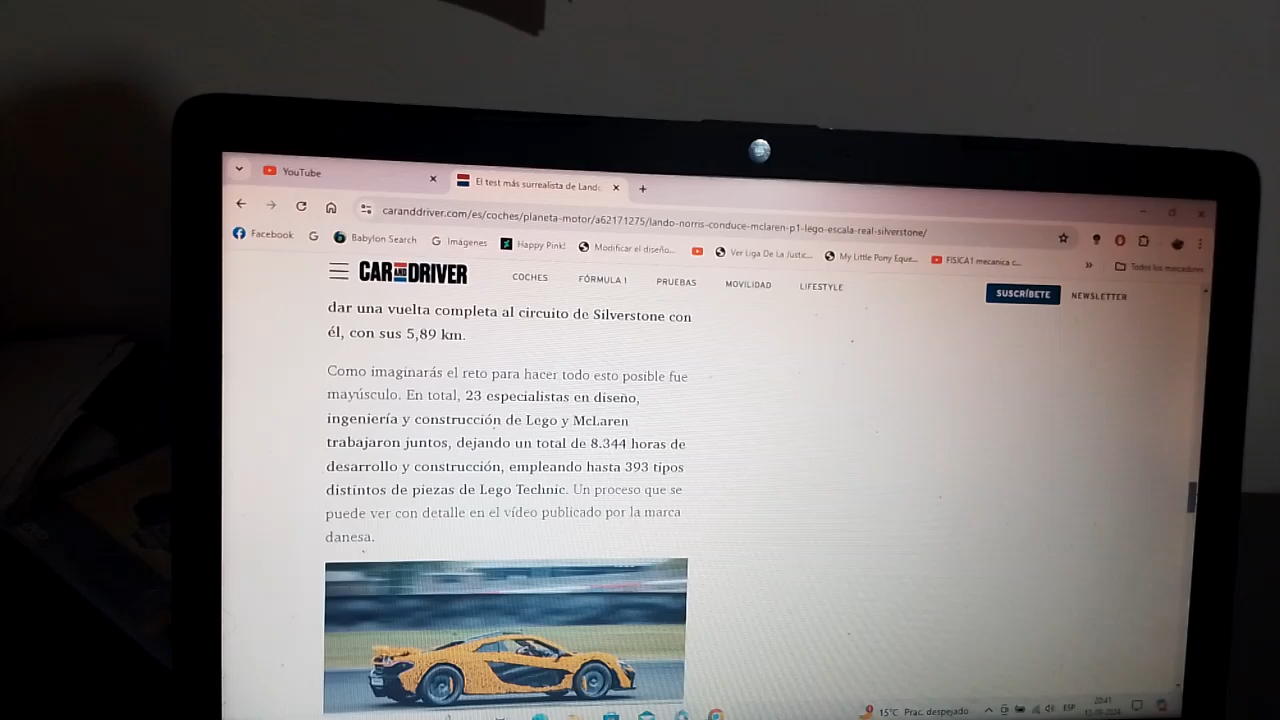 YouTube
El test más surrealista de Land
caranddriver.com/es/coches/planeta-motor/a62171275/lando-norris-conduce-mclaren-p1-lego-escala-real-silverstone/
Facebook
Babylon Search
Imágenes
Happy Pink!
Modificar el diseño...
Ver Liga De La Justic...
My Little Pony Eque...
FISICA1 mecanica c...
»
Todos los marcadores
CAR AND DRIVER
COCHES
FÓRMULA 1
PRUEBAS
MOVILIDAD
LIFESTYLE
SUSCRÍBETE
NEWSLETTER
dar una vuelta completa al circuito de Silverstone con
él, con sus 5,89 km.
Como imaginarás el reto para hacer todo esto posible fue
mayúsculo. En total, 23 especialistas en diseño,
ingeniería y construcción de Lego y McLaren
trabajaron juntos, dejando un total de 8.344 horas de
desarrollo y construcción, empleando hasta 393 tipos
distintos de piezas de Lego Technic. Un proceso que se
puede ver con detalle en el vídeo publicado por la marca
danesa.
15°C Prac. despejado
ESP
20:41